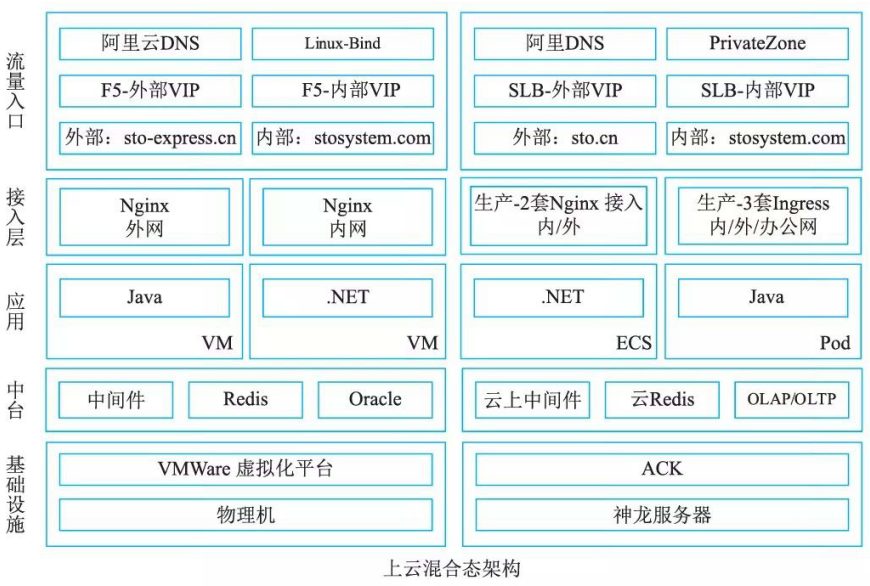 流量入口
阿里云DNS
Linux-Bind
F5-外部VIP
F5-内部VIP
外部：sto-express.cn
内部：stosystem.com
阿里DNS
PrivateZone
SLB-外部VIP
SLB-内部VIP
外部：sto.cn
内部：stosystem.com
接入层
Nginx
外网
Nginx
内网
生产-2套Nginx 接入
内/外
生产-3套Ingress
内/外/办公网
应用
Java
VM
.NET
VM
.NET
ECS
Java
Pod
中台
中间件
Redis
Oracle
云上中间件
云Redis
OLAP/OLTP
基础设施
VMWare 虚拟化平台
物理机
ACK
神龙服务器
上云混合态架构